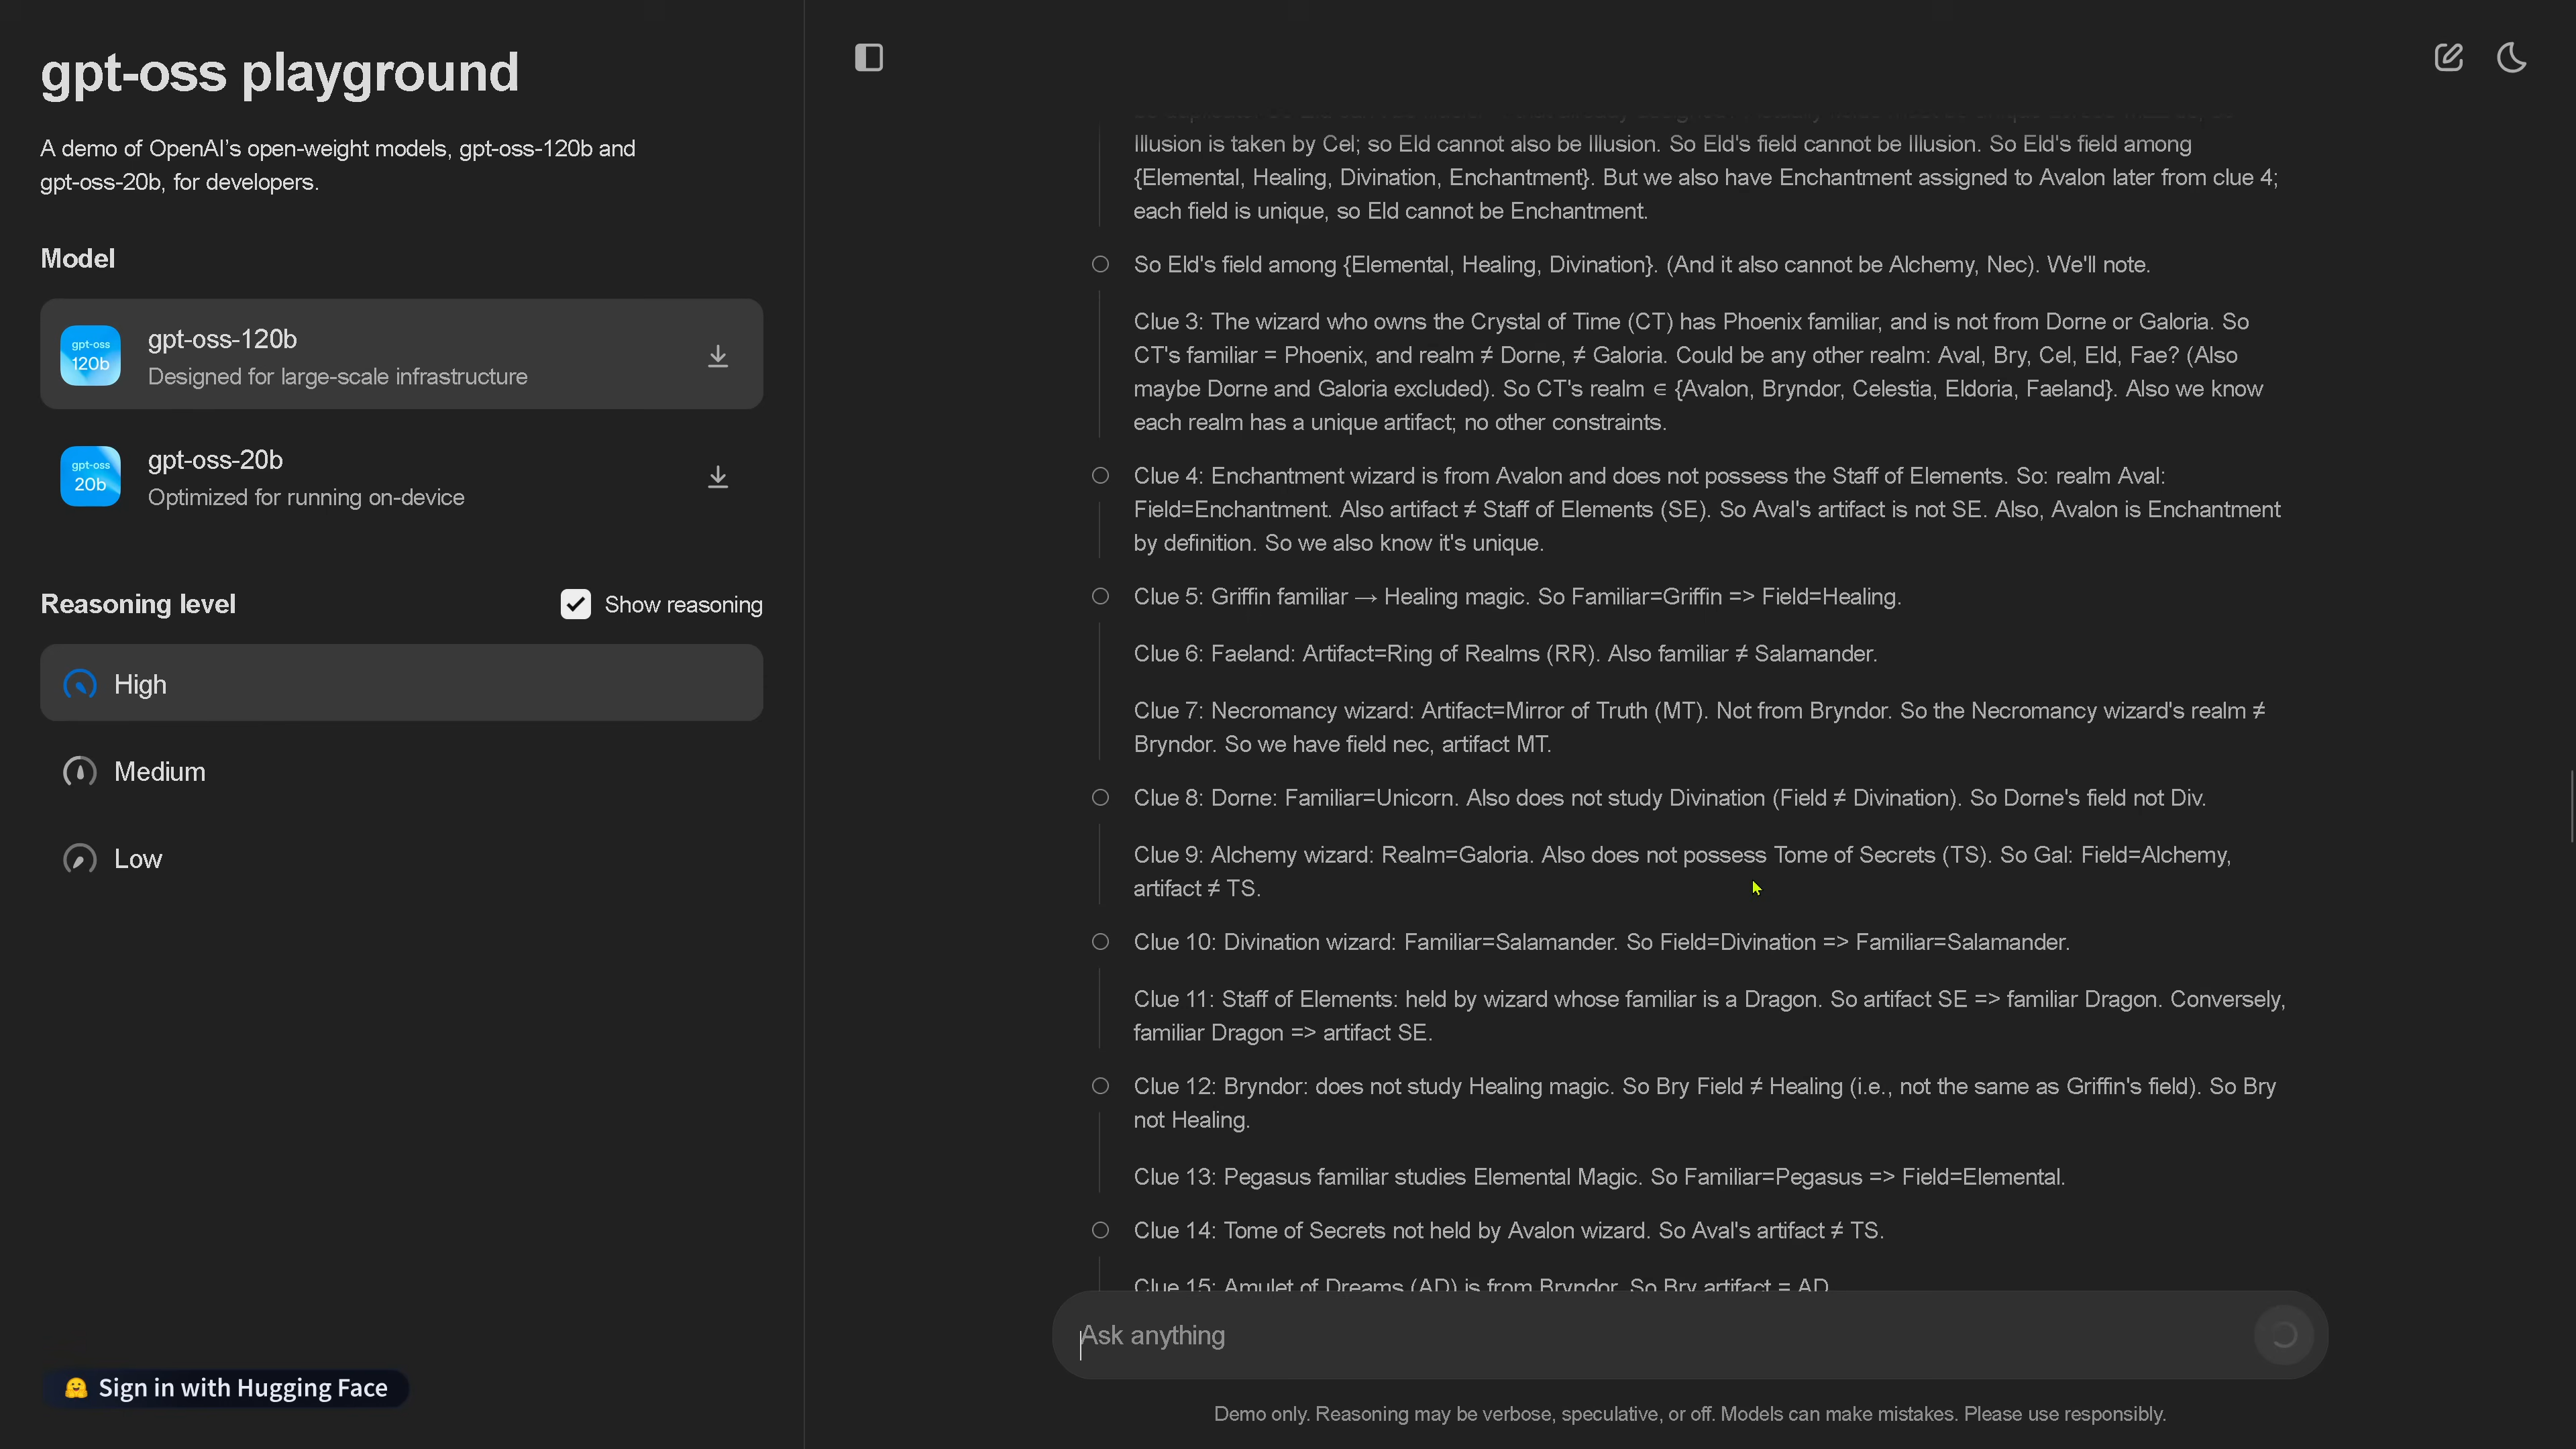 gpt-oss playground
A demo of OpenAI's open-weight models, gpt-oss-120b and
gpt-oss-20b, for developers.
Model
gpt-oss
120b
gpt-oss-120b
Designed for large-scale infrastructure
gpt-oss
20b
gpt-oss-20b
Optimized for running on-device
Reasoning level
Show reasoning
High
Medium
Low
Sign in with Hugging Face
Illusion is taken by Cel; so Eld cannot also be Illusion. So Eld's field cannot be Illusion. So Eld's field among
{Elemental, Healing, Divination, Enchantment}. But we also have Enchantment assigned to Avalon later from clue 4;
each field is unique, so Eld cannot be Enchantment.
So Eld's field among {Elemental, Healing, Divination}. (And it also cannot be Alchemy, Nec). We'll note.
Clue 3: The wizard who owns the Crystal of Time (CT) has Phoenix familiar, and is not from Dorne or Galoria. So
CT's familiar = Phoenix, and realm ≠ Dorne, ≠ Galoria. Could be any other realm: Aval, Bry, Cel, Eld, Fae? (Also
maybe Dorne and Galoria excluded). So CT's realm ∈ {Avalon, Bryndor, Celestia, Eldoria, Faeland}. Also we know
each realm has a unique artifact; no other constraints.
Clue 4: Enchantment wizard is from Avalon and does not possess the Staff of Elements. So: realm Aval:
Field=Enchantment. Also artifact ≠ Staff of Elements (SE). So Aval's artifact is not SE. Also, Avalon is Enchantment
by definition. So we also know it's unique.
Clue 5: Griffin familiar → Healing magic. So Familiar=Griffin => Field=Healing.
Clue 6: Faeland: Artifact=Ring of Realms (RR). Also familiar ≠ Salamander.
Clue 7: Necromancy wizard: Artifact=Mirror of Truth (MT). Not from Bryndor. So the Necromancy wizard's realm ≠
Bryndor. So we have field nec, artifact MT.
Clue 8: Dorne: Familiar=Unicorn. Also does not study Divination (Field ≠ Divination). So Dorne's field not Div.
Clue 9: Alchemy wizard: Realm=Galoria. Also does not possess Tome of Secrets (TS). So Gal: Field=Alchemy,
artifact ≠ TS.
Clue 10: Divination wizard: Familiar=Salamander. So Field=Divination => Familiar=Salamander.
Clue 11: Staff of Elements: held by wizard whose familiar is a Dragon. So artifact SE => familiar Dragon. Conversely,
familiar Dragon => artifact SE.
Clue 12: Bryndor: does not study Healing magic. So Bry Field ≠ Healing (i.e., not the same as Griffin's field). So Bry
not Healing.
Clue 13: Pegasus familiar studies Elemental Magic. So Familiar=Pegasus => Field=Elemental.
Clue 14: Tome of Secrets not held by Avalon wizard. So Aval's artifact ≠ TS.
Clue 15: Amulet of Dreams (AD) is from Bryndor. So Bry artifact = AD
Ask anything
Demo only. Reasoning may be verbose, speculative, or off. Models can make mistakes. Please use responsibly.